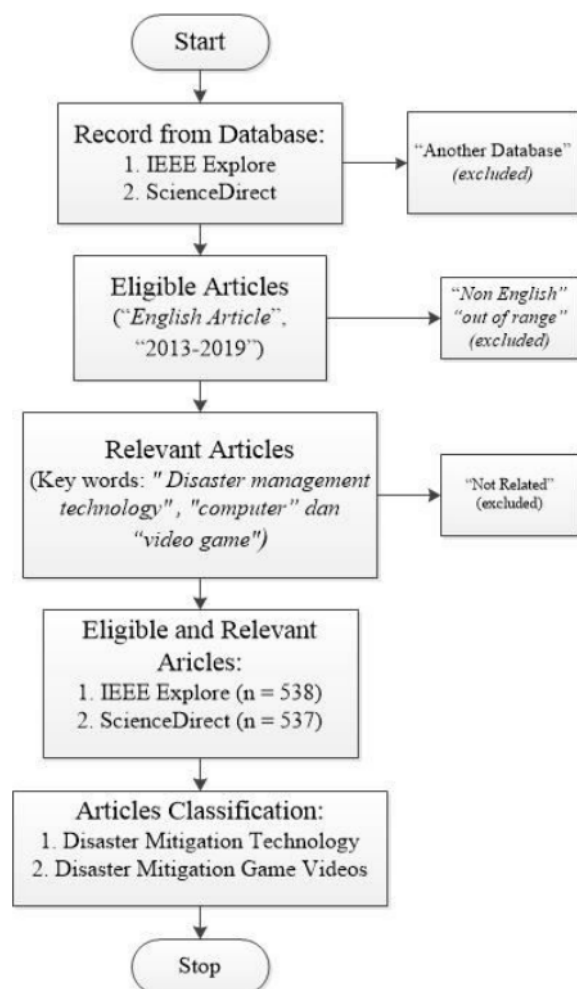 Start
Record from Database:
1. IEEE Explore
2. ScienceDirect
“Another Database”
(excluded)
Eligible Articles
(“English Article”,
“2013-2019”)
“Non English”
“out of range”
(excluded)
Relevant Articles
(Key words: " Disaster management
technology" , "computer” dan
“video game")
“Not Related”
(excluded)
Eligible and Relevant
Aricles:
1. IEEE Explore (n = 538)
2. ScienceDirect (n = 537)
Articles Classification:
1. Disaster Mitigation Technology
2. Disaster Mitigation Game Videos
Stop